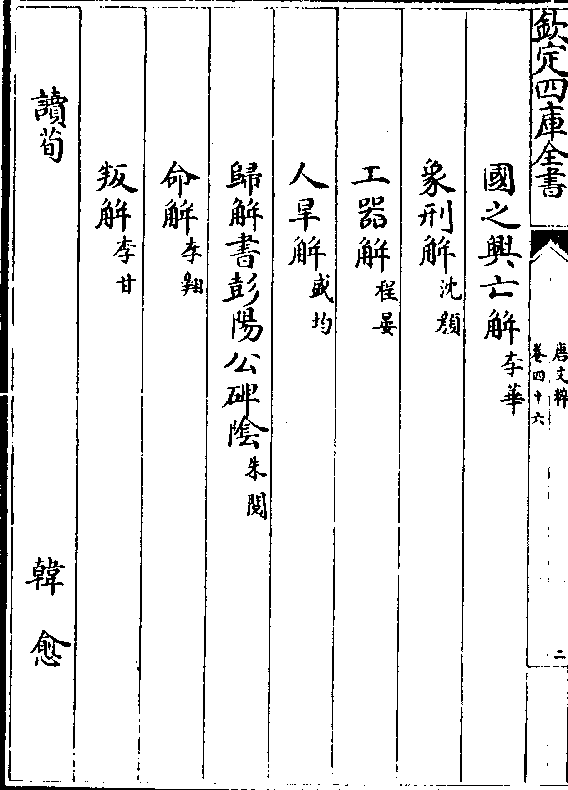 欽定四庫全書
唐文粹
卷四十六
二
國之興亡解 李華
象刑解 沈顏
工器解 程晏
人旱解 盛均
歸解書彭陽公碑陰 朱閱
命解 李翱
叛解 李甘
讀荀 韓愈